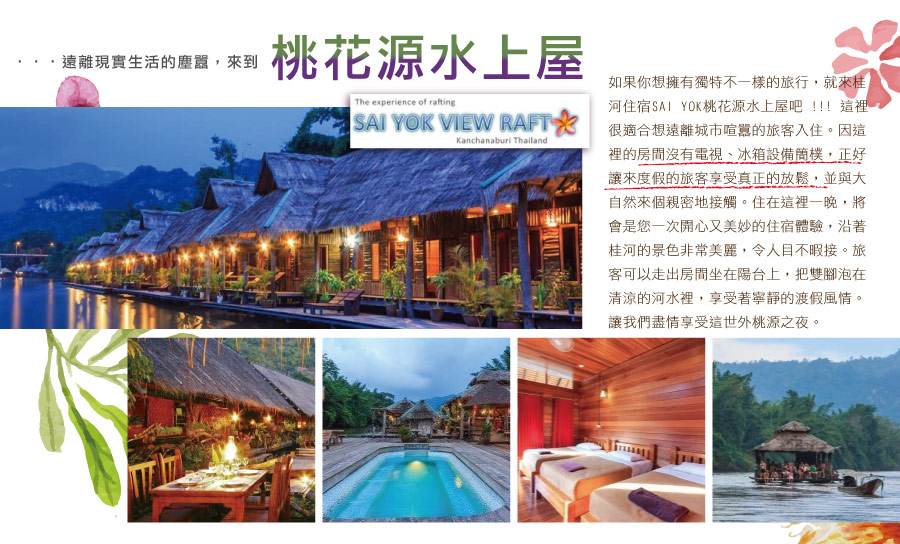 ···遠離現實生活的塵囂，來到 桃花源水上屋
The experience of rafting
SAI YOK VIEW RAFT
Kanchanaburi Thailand
如果你想擁有獨特不一樣的旅行，就來桂
河住宿SAI YOK桃花源水上屋吧 !!! 這裡
很適合想遠離城市喧囂的旅客入住。因這
裡的房間沒有電視、冰箱設備簡樸，正好
讓來度假的旅客享受真正的放鬆，並與大
自然來個親密地接觸。住在這裡一晚，將
會是您一次開心又美妙的住宿體驗，沿著
桂河的景色非常美麗，令人目不暇接。旅
客可以走出房間坐在陽台上，把雙腳泡在
清涼的河水裡，享受著寧靜的渡假風情。
讓我們盡情享受這世外桃源之夜。